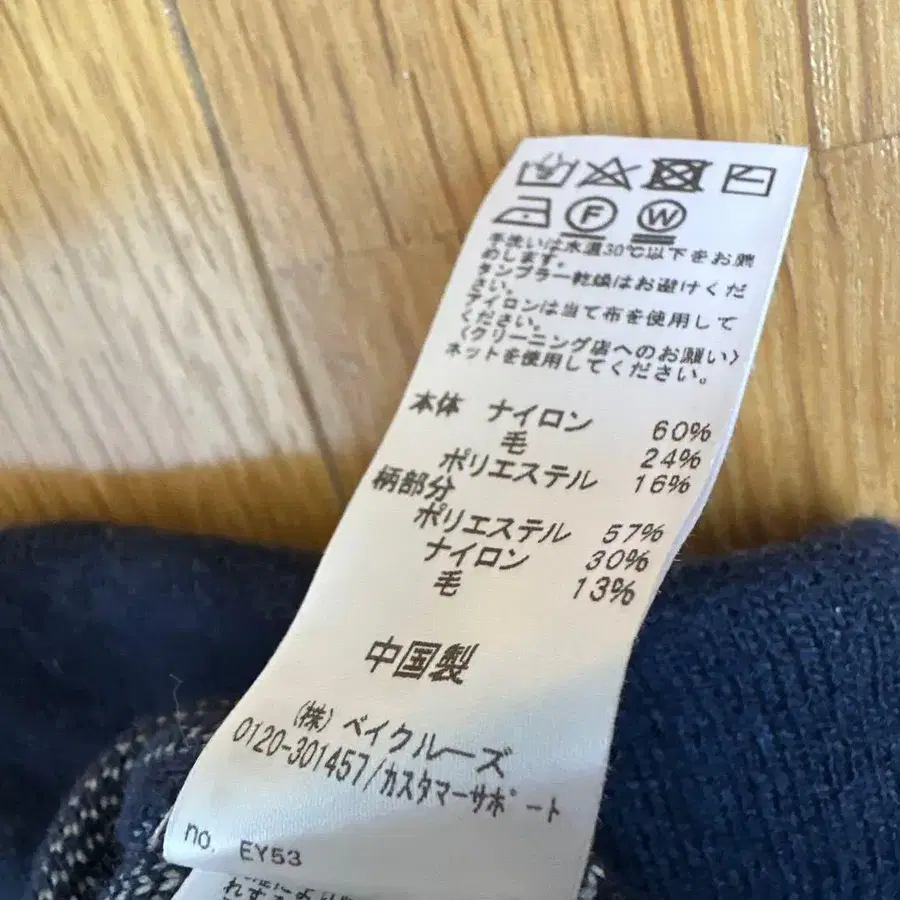 F W
手洗いは水温30℃以下をお薦
めします。
タンブラー乾燥はお避けくだ
さい。
アイロンは当て布を使用して
ください。
〈クリーニング店へのお願い〉
ネットを使用してください。
本体 ナイロン 60%
毛 24%
ポリエステル 16%
柄部分
ポリエステル 57%
ナイロン 30%
毛 13%
中国製
(株)ベイクルーズ
0120-301457/カスタマーサポート
no. EY53